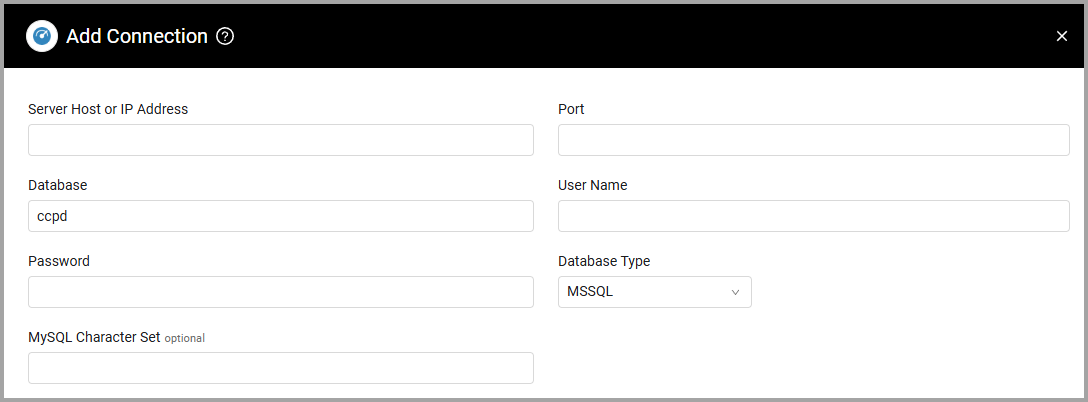 Add Connection ?
Server Host or IP Address
Port
Database
User Name
ccpd
Password
Database Type
MSSQL
MySQL Character Set optional